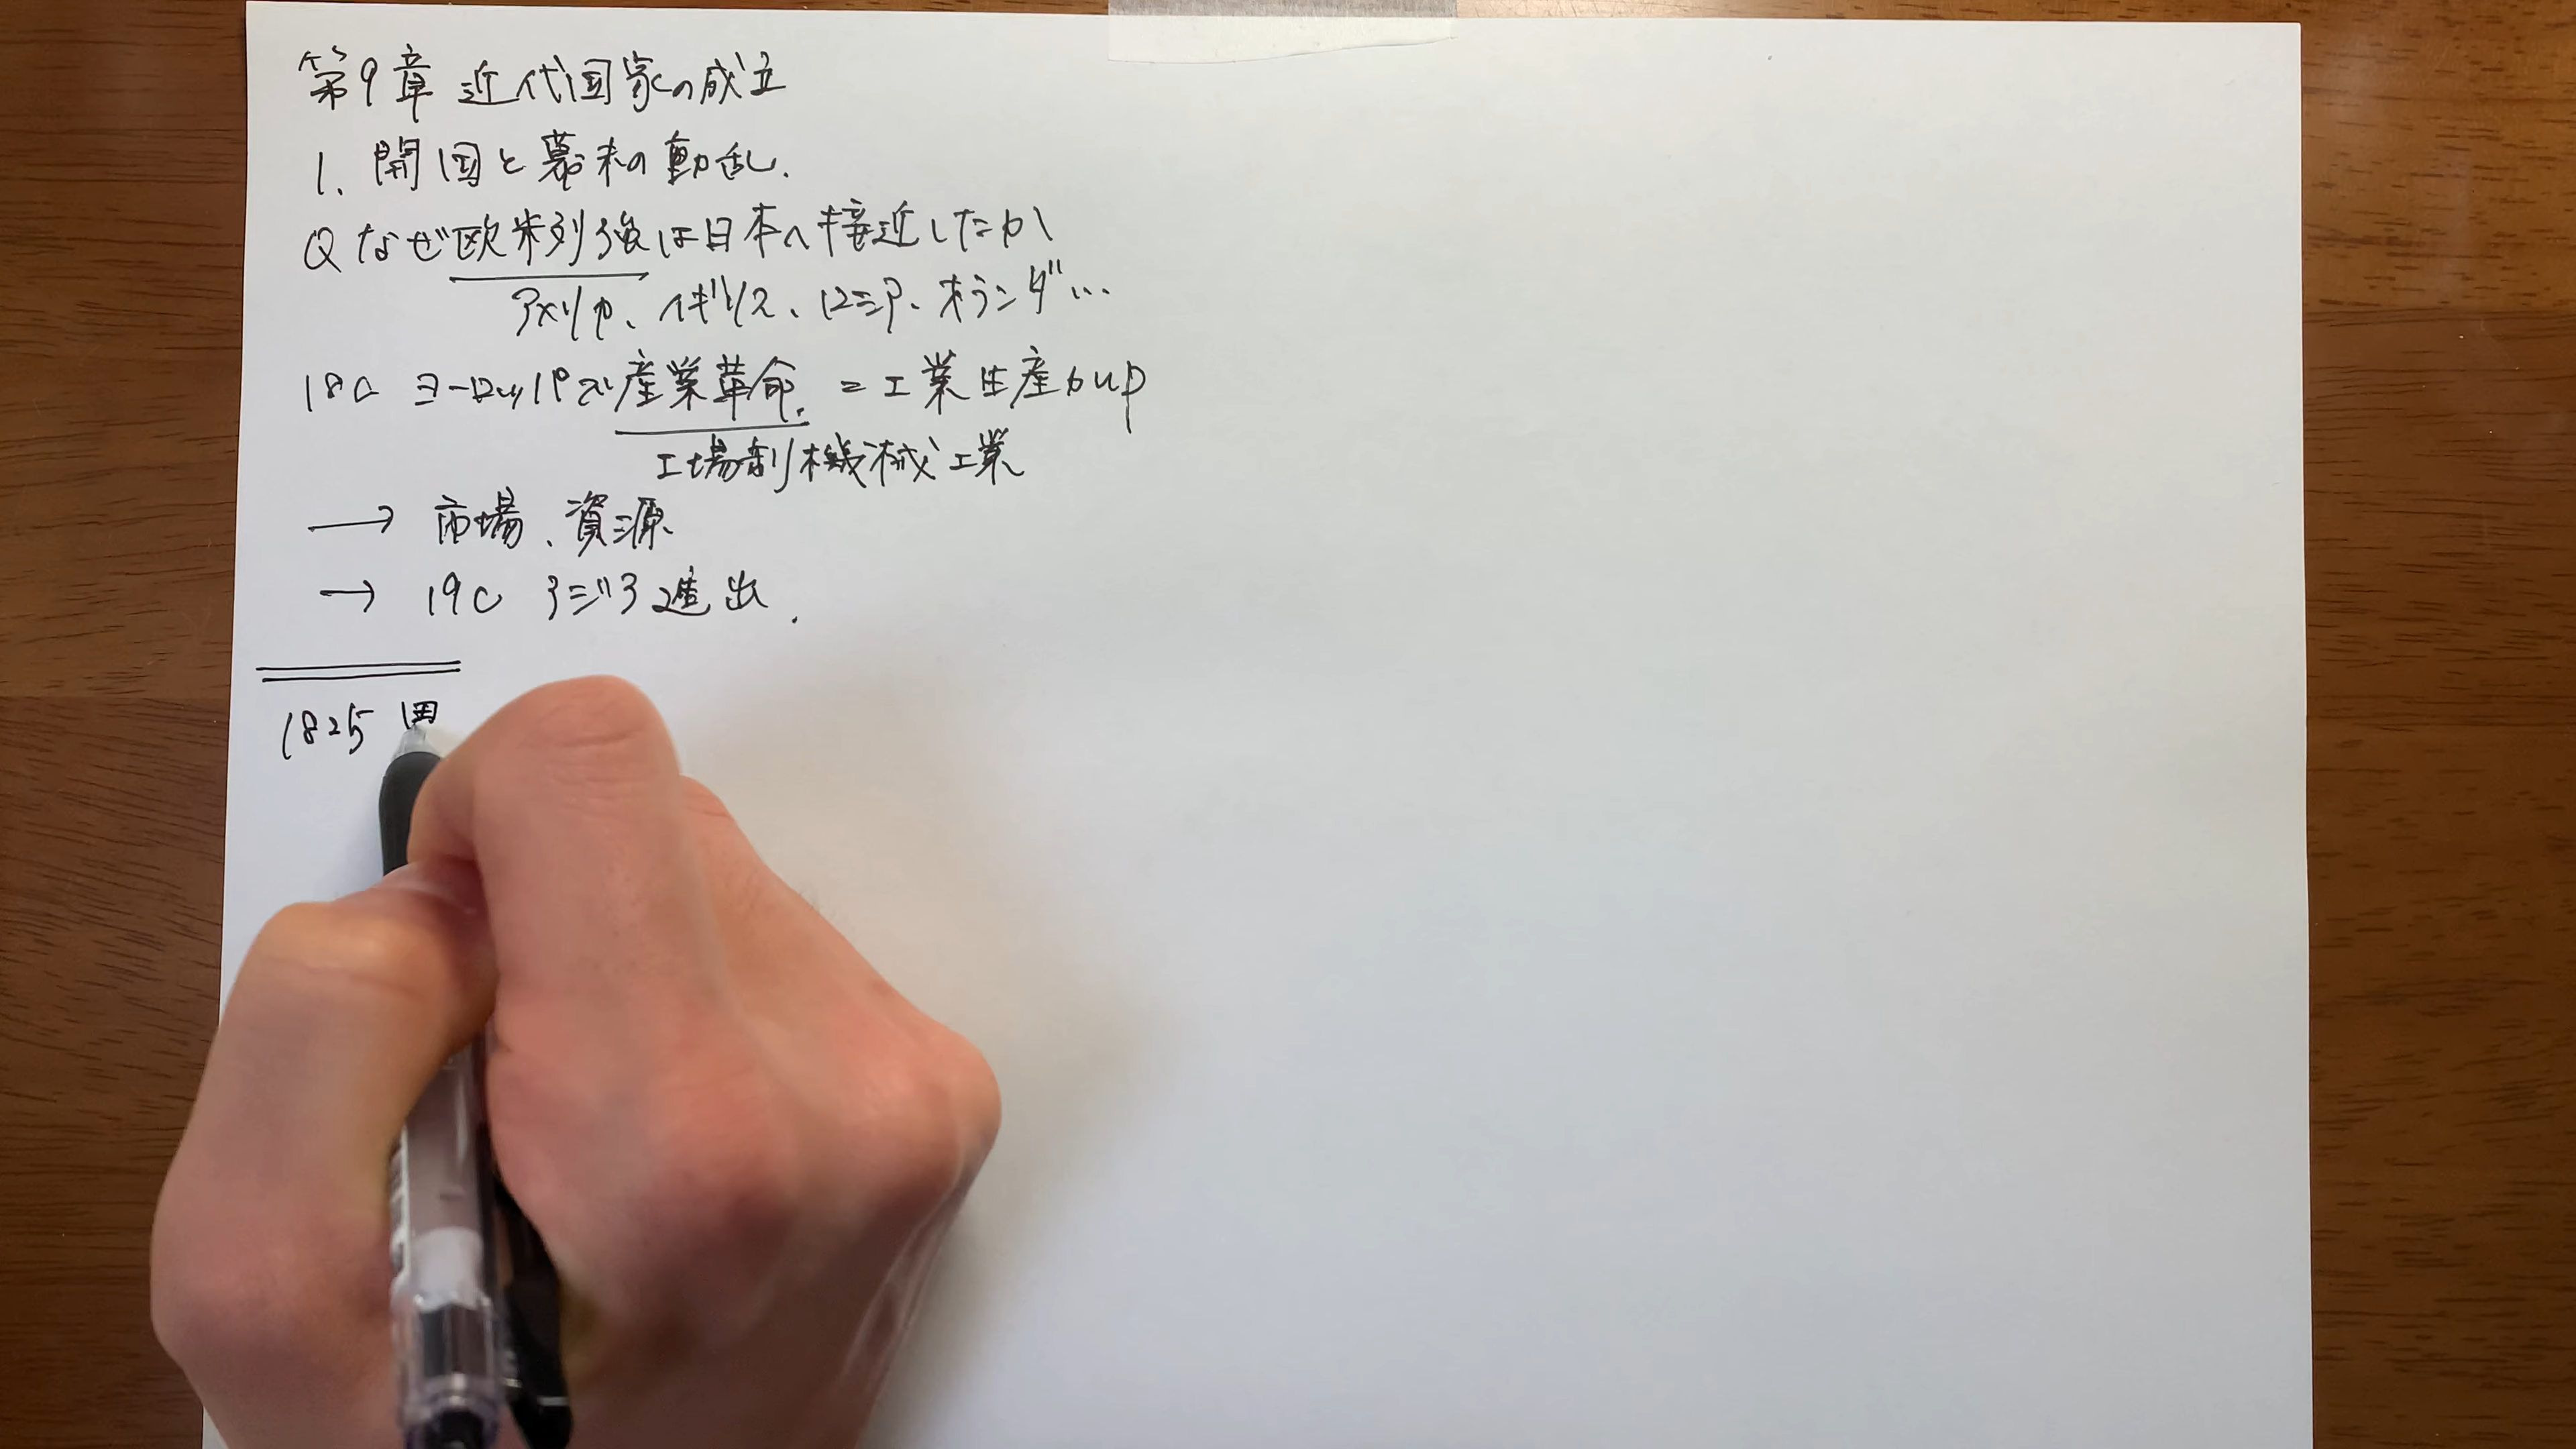 第9章 近代国家の成立
1. 開国と幕末の動乱.
Q なぜ欧米列強は日本へ接近したか
アメリカ、イギリス、ロシア、オランダ…
18C ヨーロッパで産業革命. = 工業生産力up
工場制機械工業
→ 市場、資源
→ 19C アジア進出.
1825